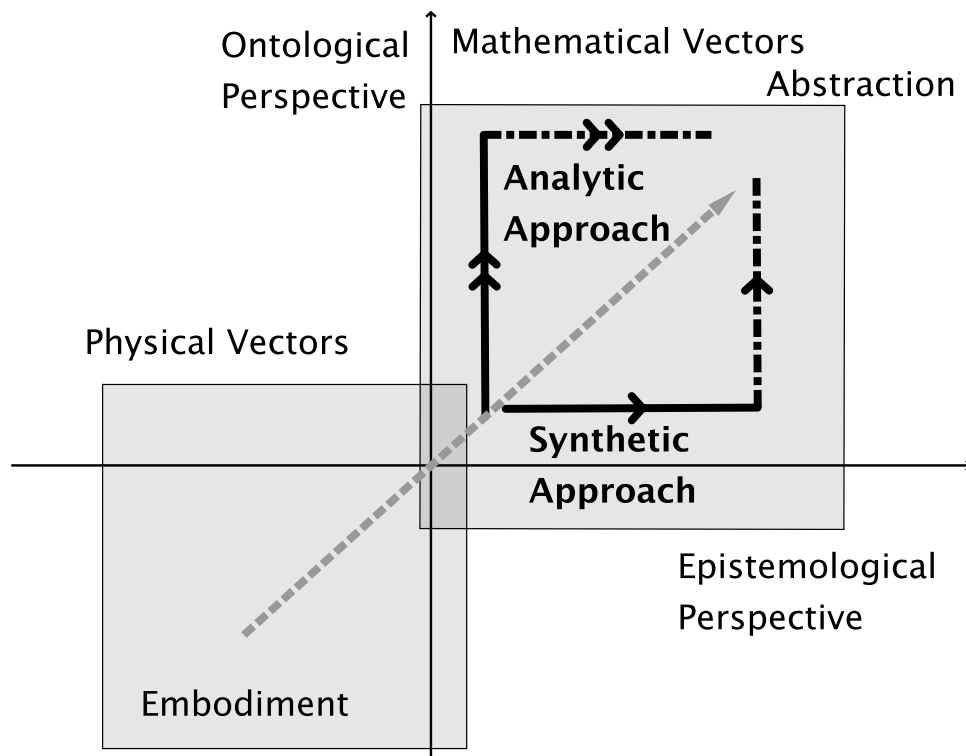 Ontological
Perspective
Mathematical Vectors
Abstraction
Analytic
Approach
Physical Vectors
Synthetic
Approach
Epistemological
Perspective
Embodiment